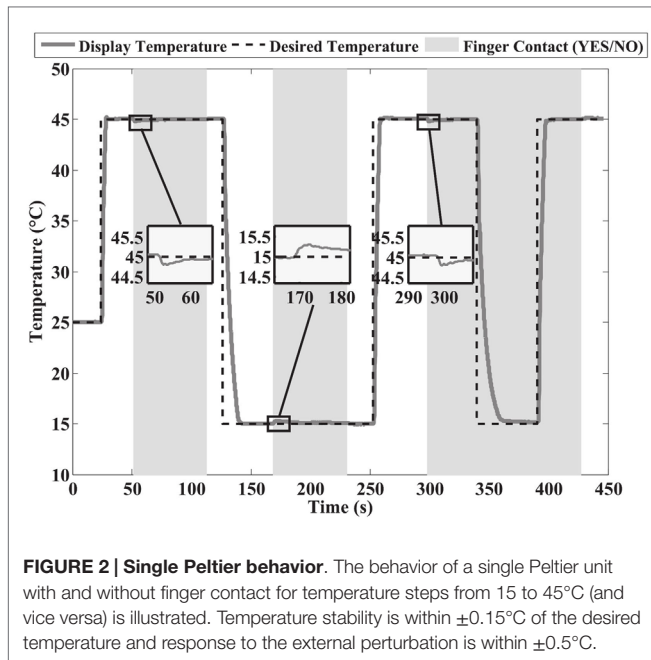 Display Temperature Desired Temperature Finger Contact (YES/NO)
50
45
40
35
30
25
20
15
10
Temperature (°C)
45.5
45
44.5
50 60
15.5
15
14.5
170 180
45.5
45
44.5
290 300
0 50 100 150 200 250 300 350 400 450
Time (s)
FIGURE 2 | Single Peltier behavior. The behavior of a single Peltier unit
with and without finger contact for temperature steps from 15 to 45°C (and
vice versa) is illustrated. Temperature stability is within ±0.15°C of the desired
temperature and response to the external perturbation is within ±0.5°C.